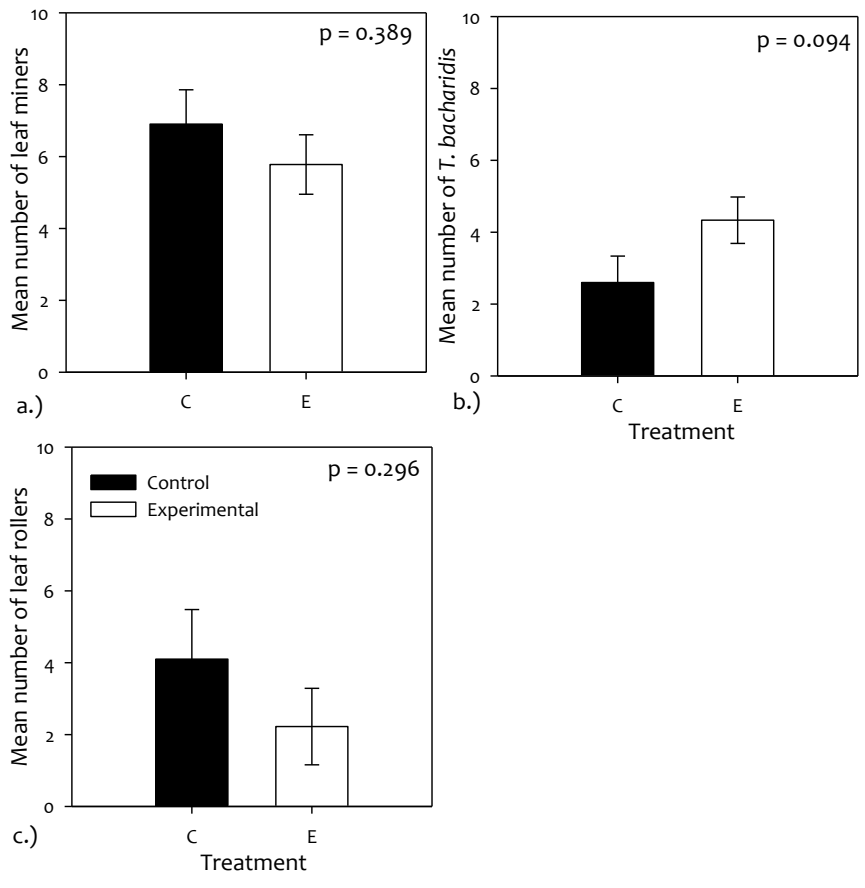 Mean number of leaf miners
10
8
6
4
2
0
p = 0.389
C
E
a.)
Mean number of T. bacharidis
10
8
6
4
2
0
p = 0.094
C
E
b.)
Treatment
Mean number of leaf rollers
10
8
6
4
2
0
p = 0.296
Control
Experimental
C
E
c.)
Treatment